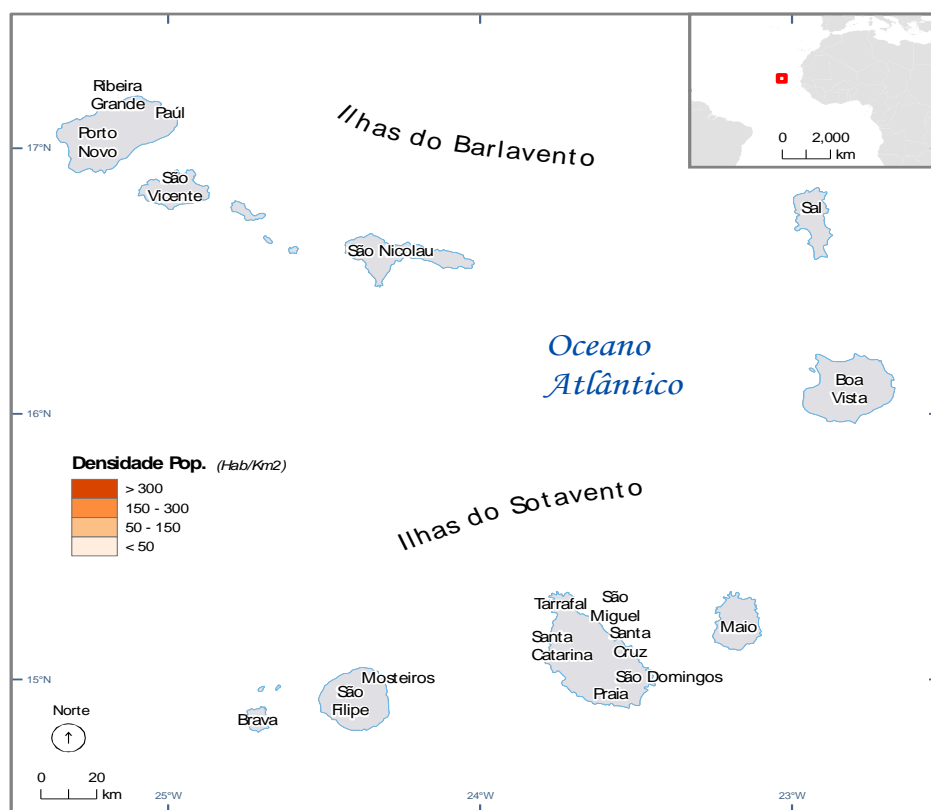 Ribeira
Grande
Paúl
Porto
Novo
São
Vicente
São Nicolau
Ilhas do Barlavento
0 2,000
km
Sal
17°N
Oceano
Atlântico
Boa
Vista
16°N
Densidade Pop. (Hab/Km2)
> 300
150 - 300
50 - 150
< 50
Ilhas do Sotavento
Tarrafal
São
Miguel
Santa
Catarina
Santa
Cruz
São Domingos
Praia
Maio
15°N
Mosteiros
São
Filipe
Brava
Norte
0 20
km
25°W
24°W
23°W